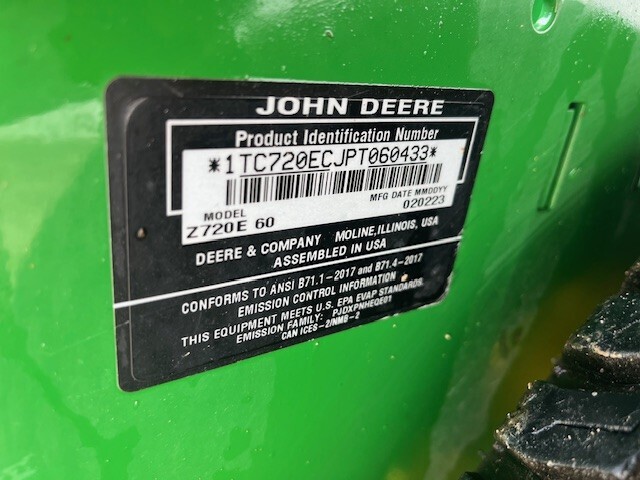 JOHN DEERE
Product Identification Number
*1TC720ECJPT060433*
MFG DATE MMDDYY
020223
MODEL
Z720E 60
DEERE & COMPANY MOLINE, ILLINOIS, USA
ASSEMBLED IN USA
CONFORMS TO ANSI B71.1-2017 and B71.4-2017
EMISSION CONTROL INFORMATION
THIS EQUIPMENT MEETS U.S. EPA EVAP STANDARDS.
EMISSION FAMILY: PJDXPNHEQE01
CAN ICES-2/NMB-2